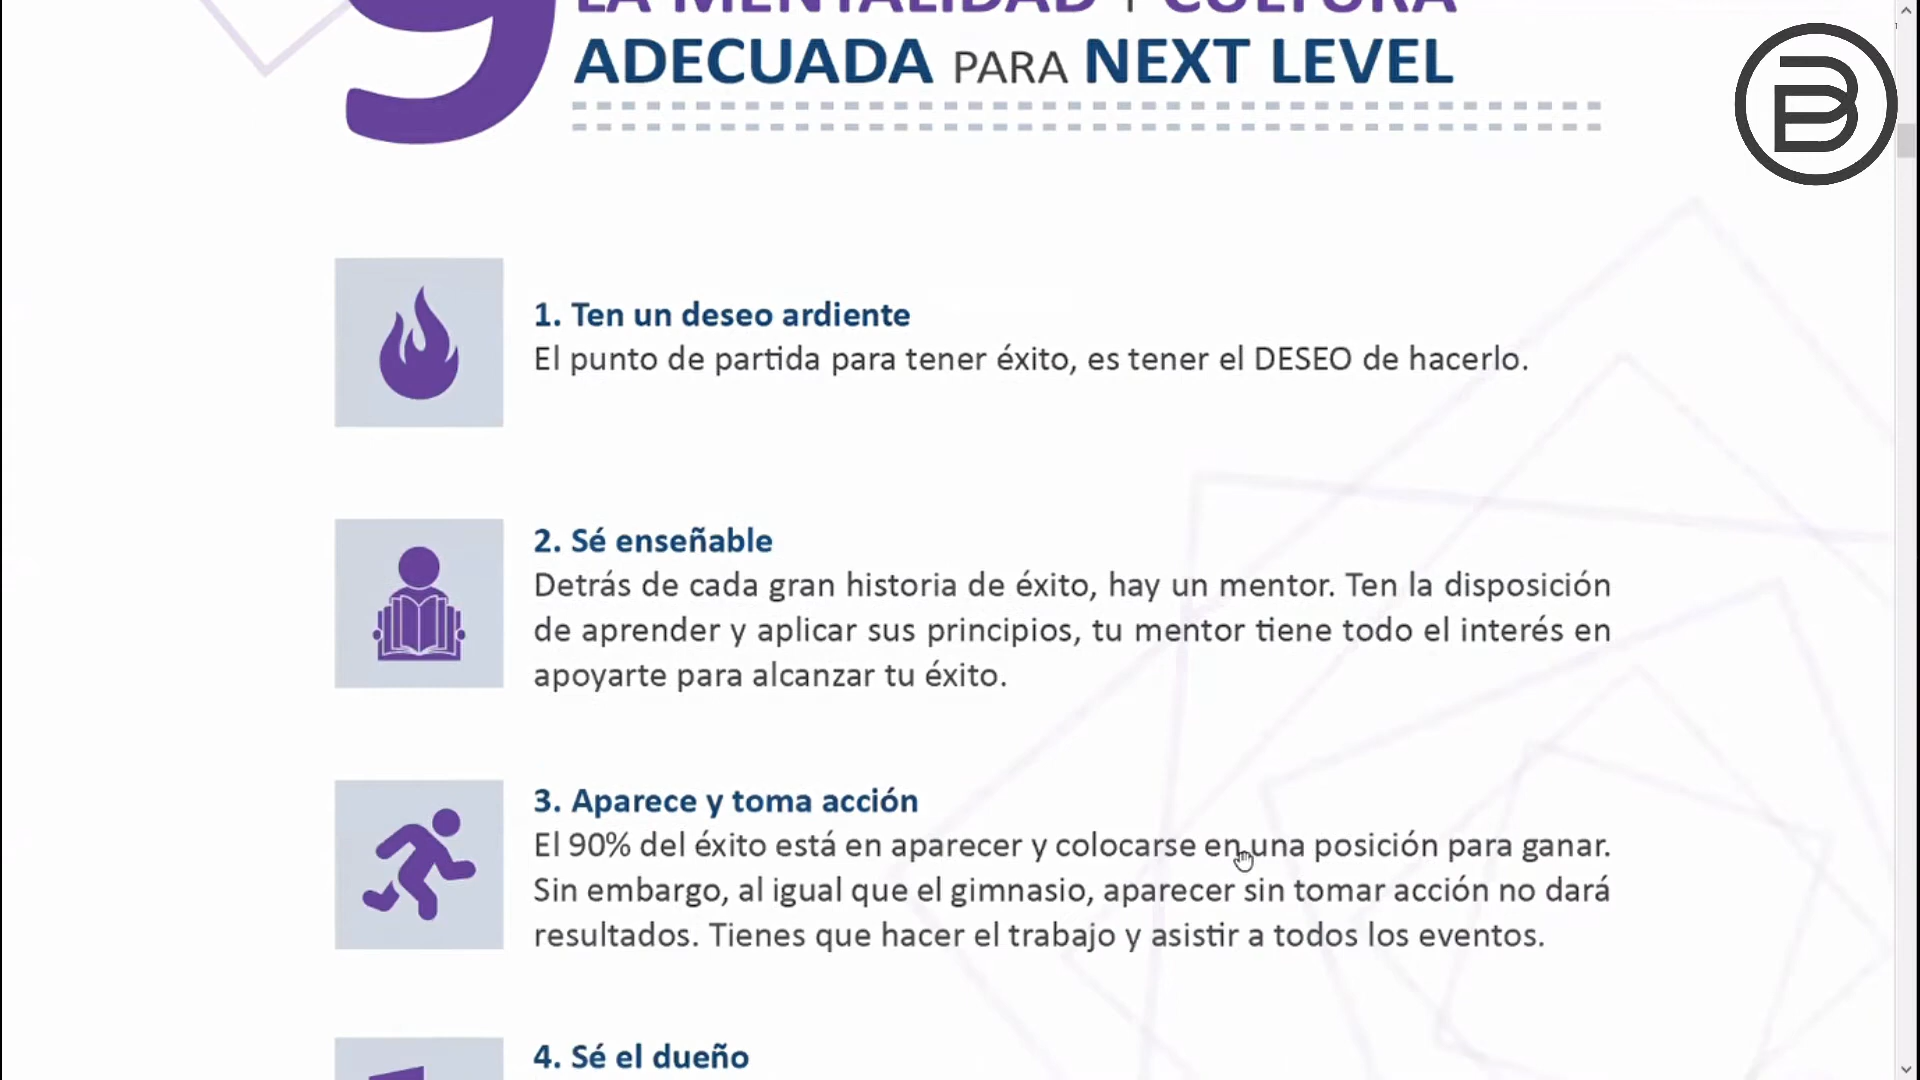 9 LA MENTALIDAD Y CULTURA
ADECUADA PARA NEXT LEVEL
1. Ten un deseo ardiente
El punto de partida para tener éxito, es tener el DESEO de hacerlo.
2. Sé enseñable
Detrás de cada gran historia de éxito, hay un mentor. Ten la disposición
de aprender y aplicar sus principios, tu mentor tiene todo el interés en
apoyarte para alcanzar tu éxito.
3. Aparece y toma acción
El 90% del éxito está en aparecer y colocarse en una posición para ganar.
Sin embargo, al igual que el gimnasio, aparecer sin tomar acción no dará
resultados. Tienes que hacer el trabajo y asistir a todos los eventos.
4. Sé el dueño